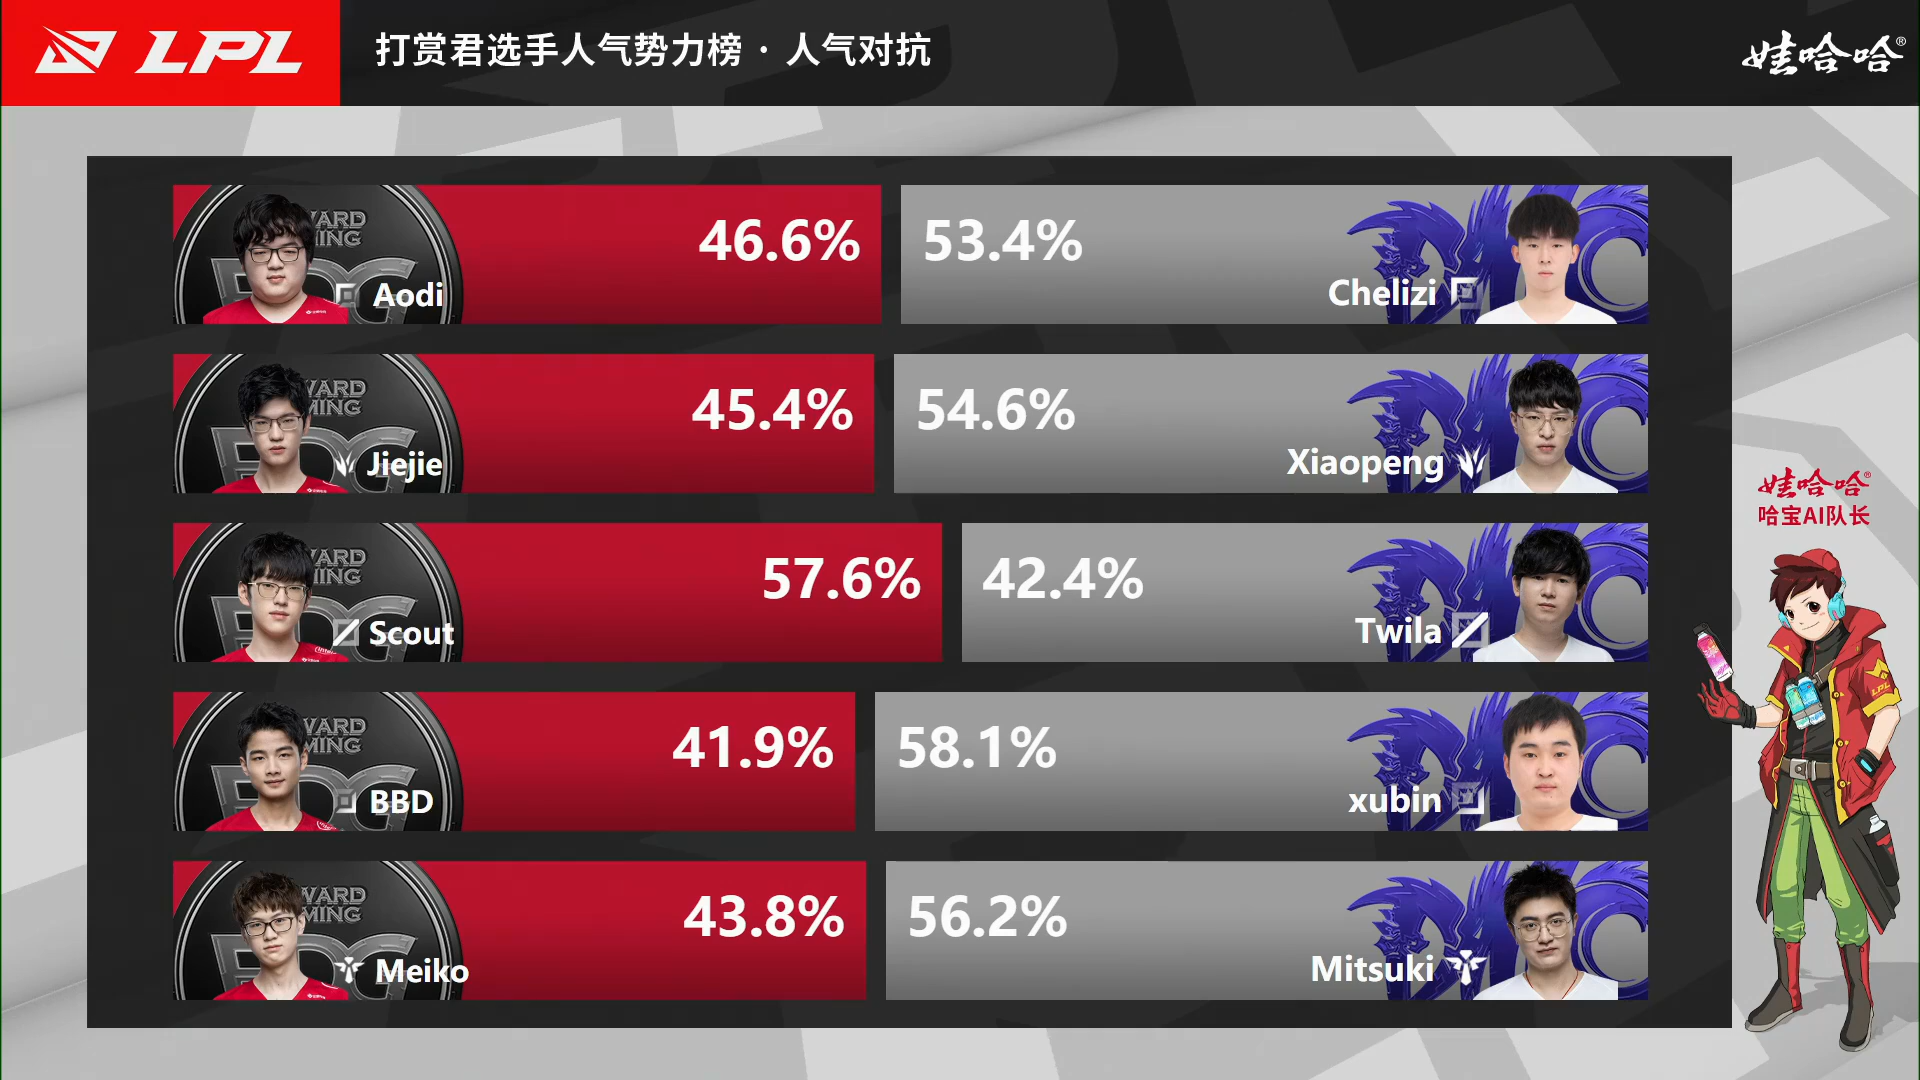 LPL
打赏君选手人气势力榜 · 人气对抗
娃哈哈®
46.6%
53.4%
Aodi
Chelizi
45.4%
54.6%
Jiejie
Xiaopeng
57.6%
42.4%
Scout
Twila
41.9%
58.1%
BBD
xubin
43.8%
56.2%
Meiko
Mitsuki
娃哈哈®
哈宝AI队长
LPL